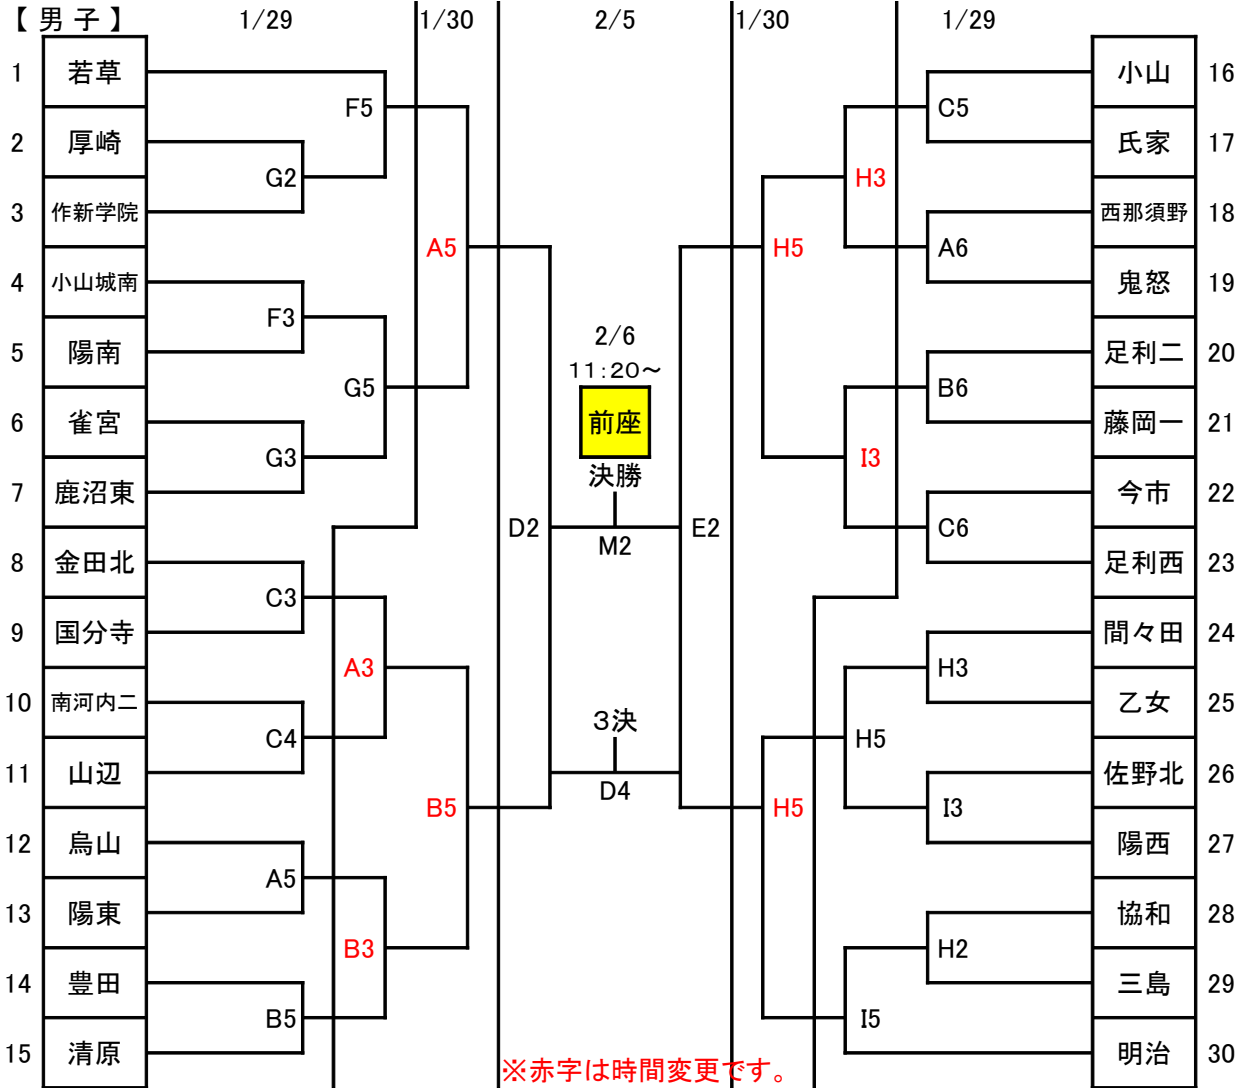 【 男 子 】 1/29 1/30 2/5 1/30 1/29
1 若草 小山 16
F5 C5
2 厚崎 氏家 17
G2 H3
3 作新学院 西那須野 18
A5 H5 A6
4 小山城南 鬼怒 19
F3 2/6
5 陽南 足利二 20
11:20～
G5 B6
6 雀宮 前座 藤岡一 21
G3 I3
決勝
7 鹿沼東 今市 22
D2 E2 C6
M2
8 金田北 足利西 23
C3
9 国分寺 間々田 24
A3 H3
10 南河内二 乙女 25
3決
C4 H5
11 山辺 佐野北 26
D4
B5 H5 I3
12 烏山 陽西 27
A5
13 陽東 協和 28
B3 H2
14 豊田 三島 29
B5 I5
15 清原 明治 30
※赤字は時間変更です。